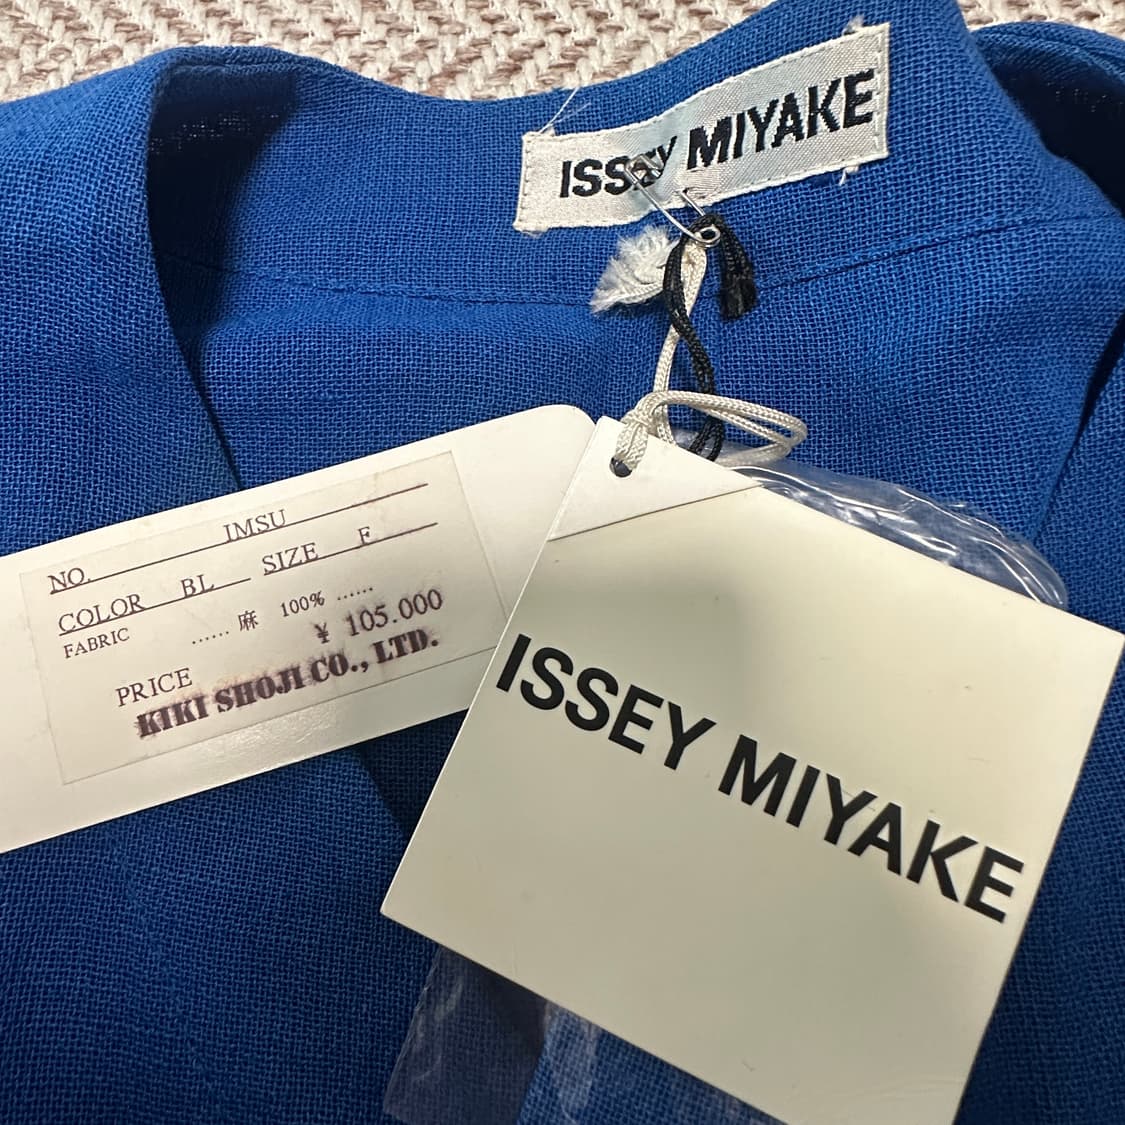 ISSEY MIYAKE
NO. IMSU
COLOR BL SIZE F
FABRIC ...... 麻 100% ......
PRICE ¥ 105.000
KIKI SHOJI CO., LTD.
ISSEY MIYAKE